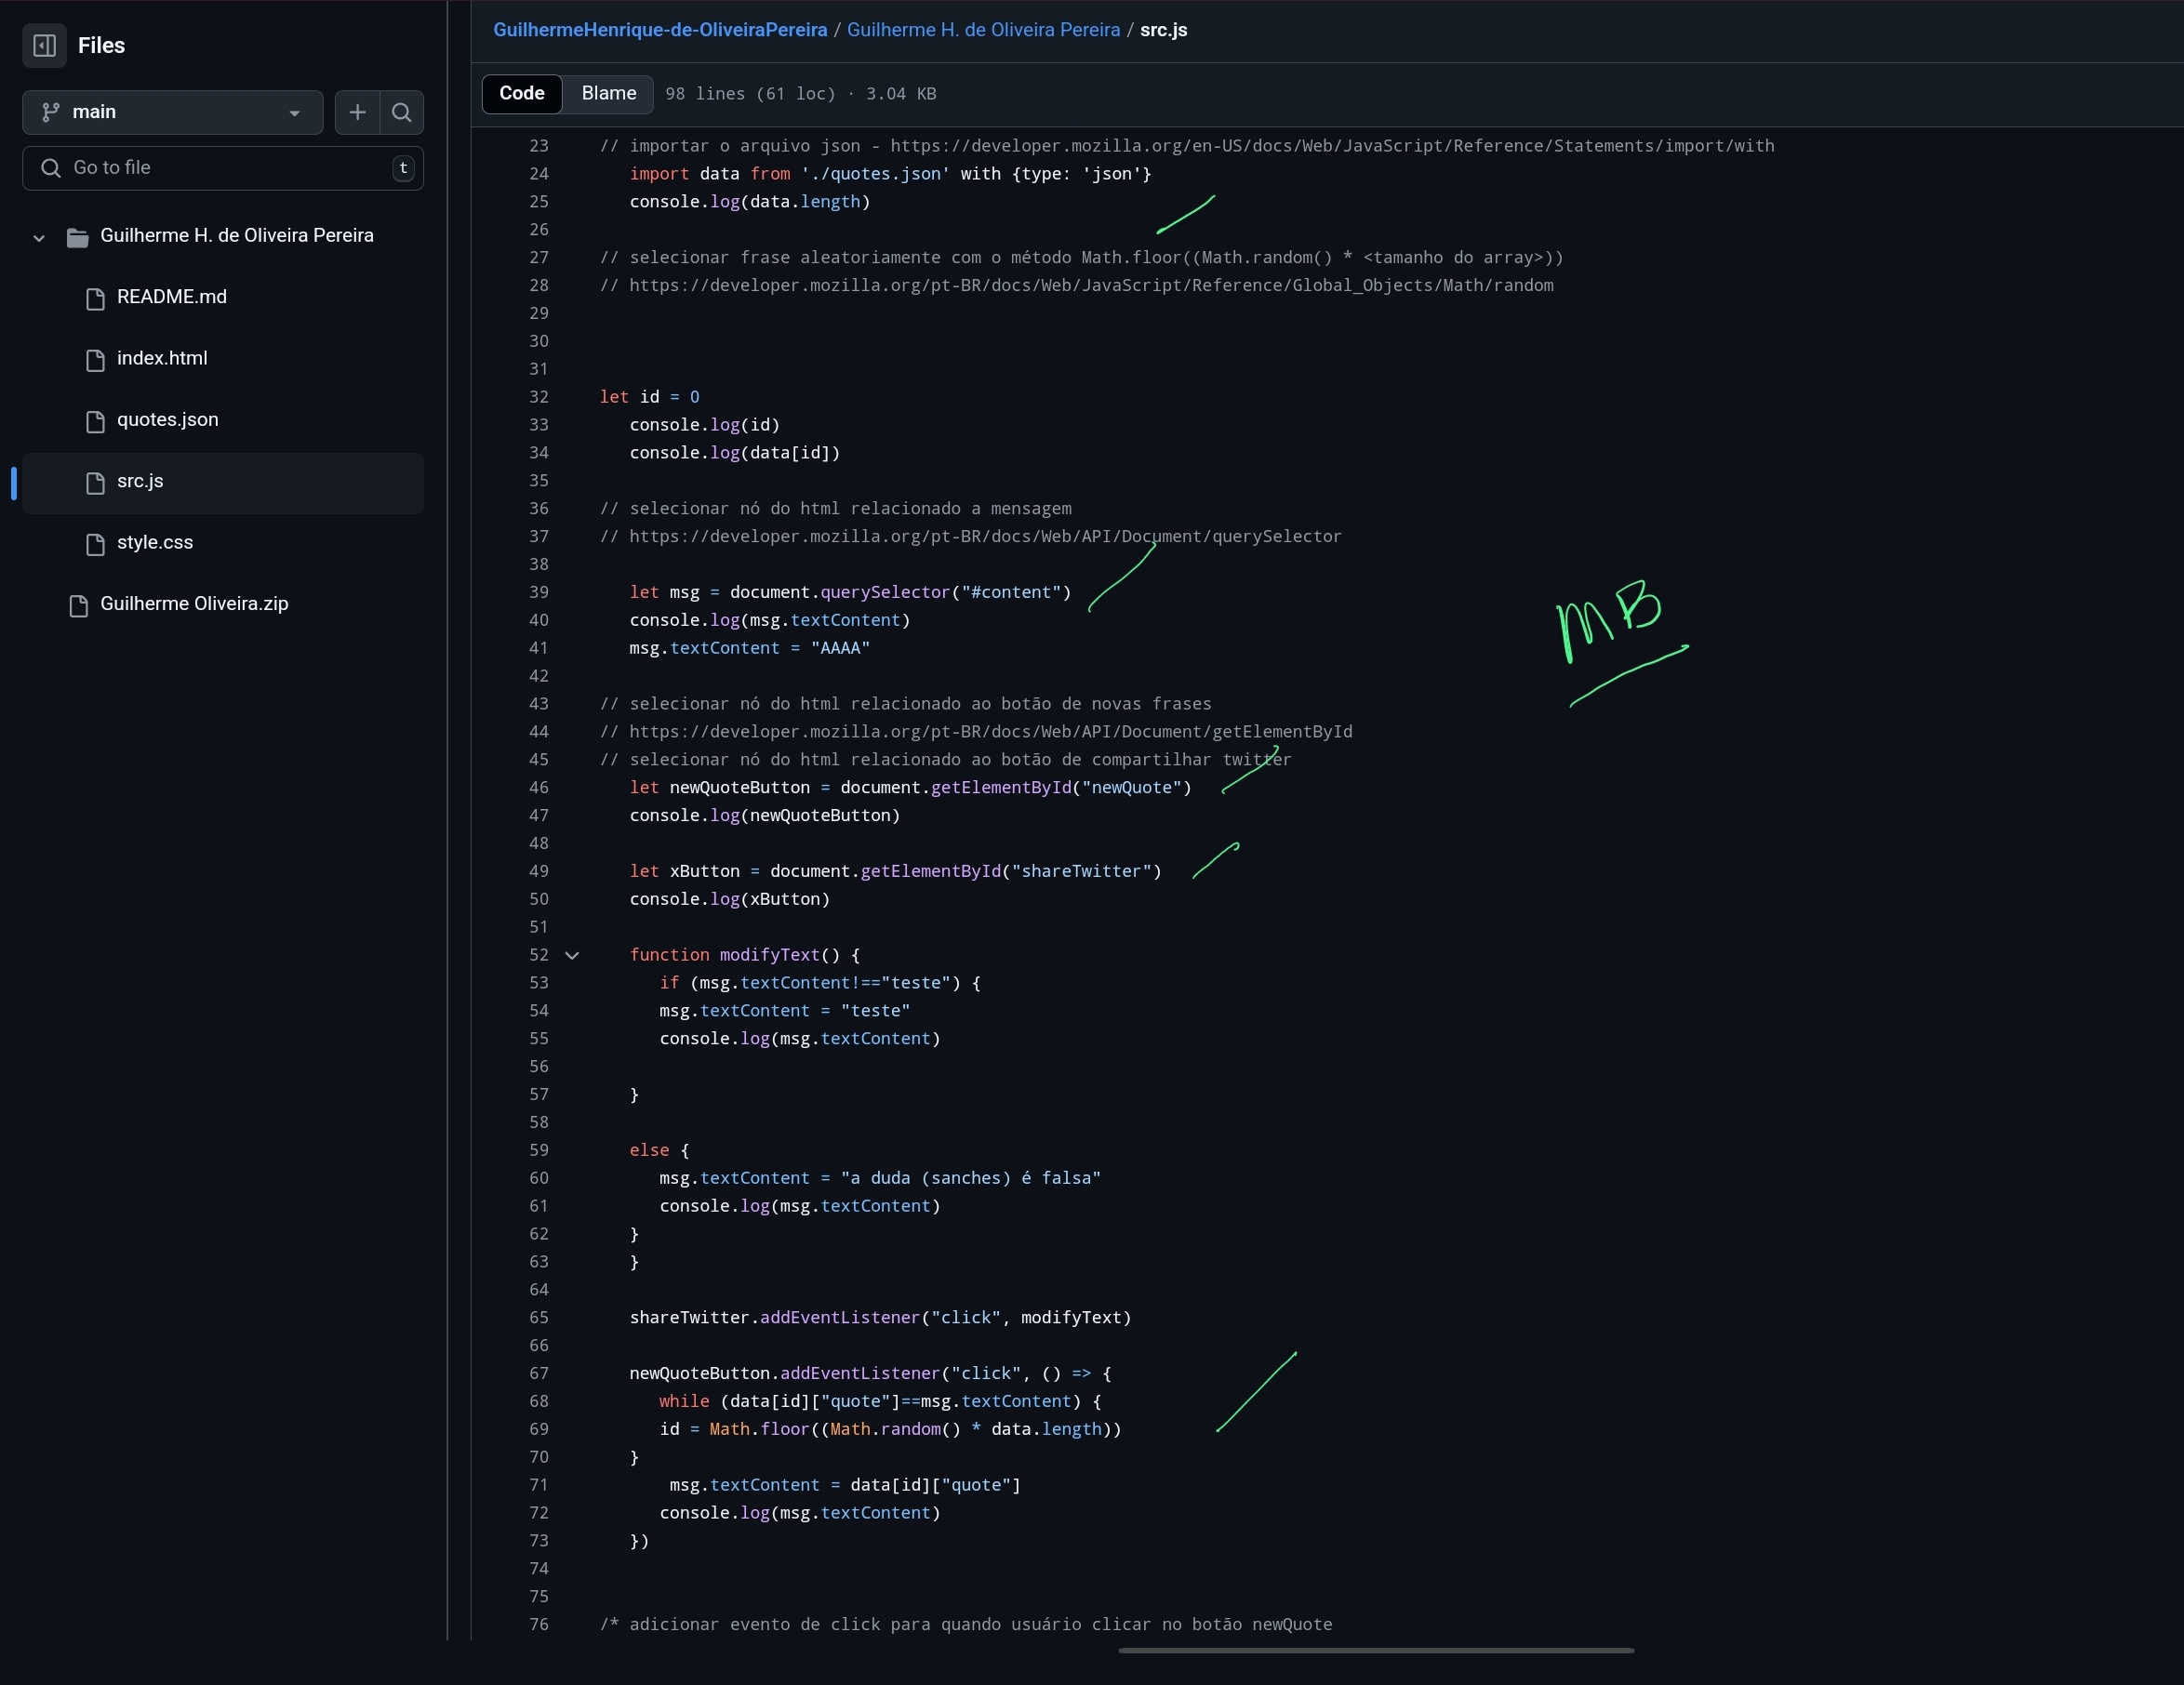 Files
main
Go to file
t
Guilherme H. de Oliveira Pereira
README.md
index.html
quotes.json
src.js
style.css
Guilherme Oliveira.zip
GuilhermeHenrique-de-OliveiraPereira / Guilherme H. de Oliveira Pereira / src.js
Code Blame 98 lines (61 loc) · 3.04 KB
23 // importar o arquivo json - https://developer.mozilla.org/en-US/docs/Web/JavaScript/Reference/Statements/import/with
24 import data from './quotes.json' with {type: 'json'}
25 console.log(data.length)
26
27 // selecionar frase aleatoriamente com o método Math.floor((Math.random() * <tamanho do array>))
28 // https://developer.mozilla.org/pt-BR/docs/Web/JavaScript/Reference/Global_Objects/Math/random
29
30
31
32 let id = 0
33 console.log(id)
34 console.log(data[id])
35
36 // selecionar nó do html relacionado a mensagem
37 // https://developer.mozilla.org/pt-BR/docs/Web/API/Document/querySelector
38
39 let msg = document.querySelector("#content")
40 console.log(msg.textContent)
41 msg.textContent = "AAAA"
MB
42
43 // selecionar nó do html relacionado ao botão de novas frases
44 // https://developer.mozilla.org/pt-BR/docs/Web/API/Document/getElementById
45 // selecionar nó do html relacionado ao botão de compartilhar twitter
46 let newQuoteButton = document.getElementById("newQuote")
47 console.log(newQuoteButton)
48
49 let xButton = document.getElementById("shareTwitter")
50 console.log(xButton)
51
52 function modifyText() {
53 if (msg.textContent!=="teste") {
54 msg.textContent = "teste"
55 console.log(msg.textContent)
56
57 }
58
59 else {
60 msg.textContent = "a duda (sanches) é falsa"
61 console.log(msg.textContent)
62 }
63 }
64
65 shareTwitter.addEventListener("click", modifyText)
66
67 newQuoteButton.addEventListener("click", () => {
68 while (data[id]["quote"]==msg.textContent) {
69 id = Math.floor((Math.random() * data.length))
70 }
71 msg.textContent = data[id]["quote"]
72 console.log(msg.textContent)
73 })
74
75
76 /* adicionar evento de click para quando usuário clicar no botão newQuote